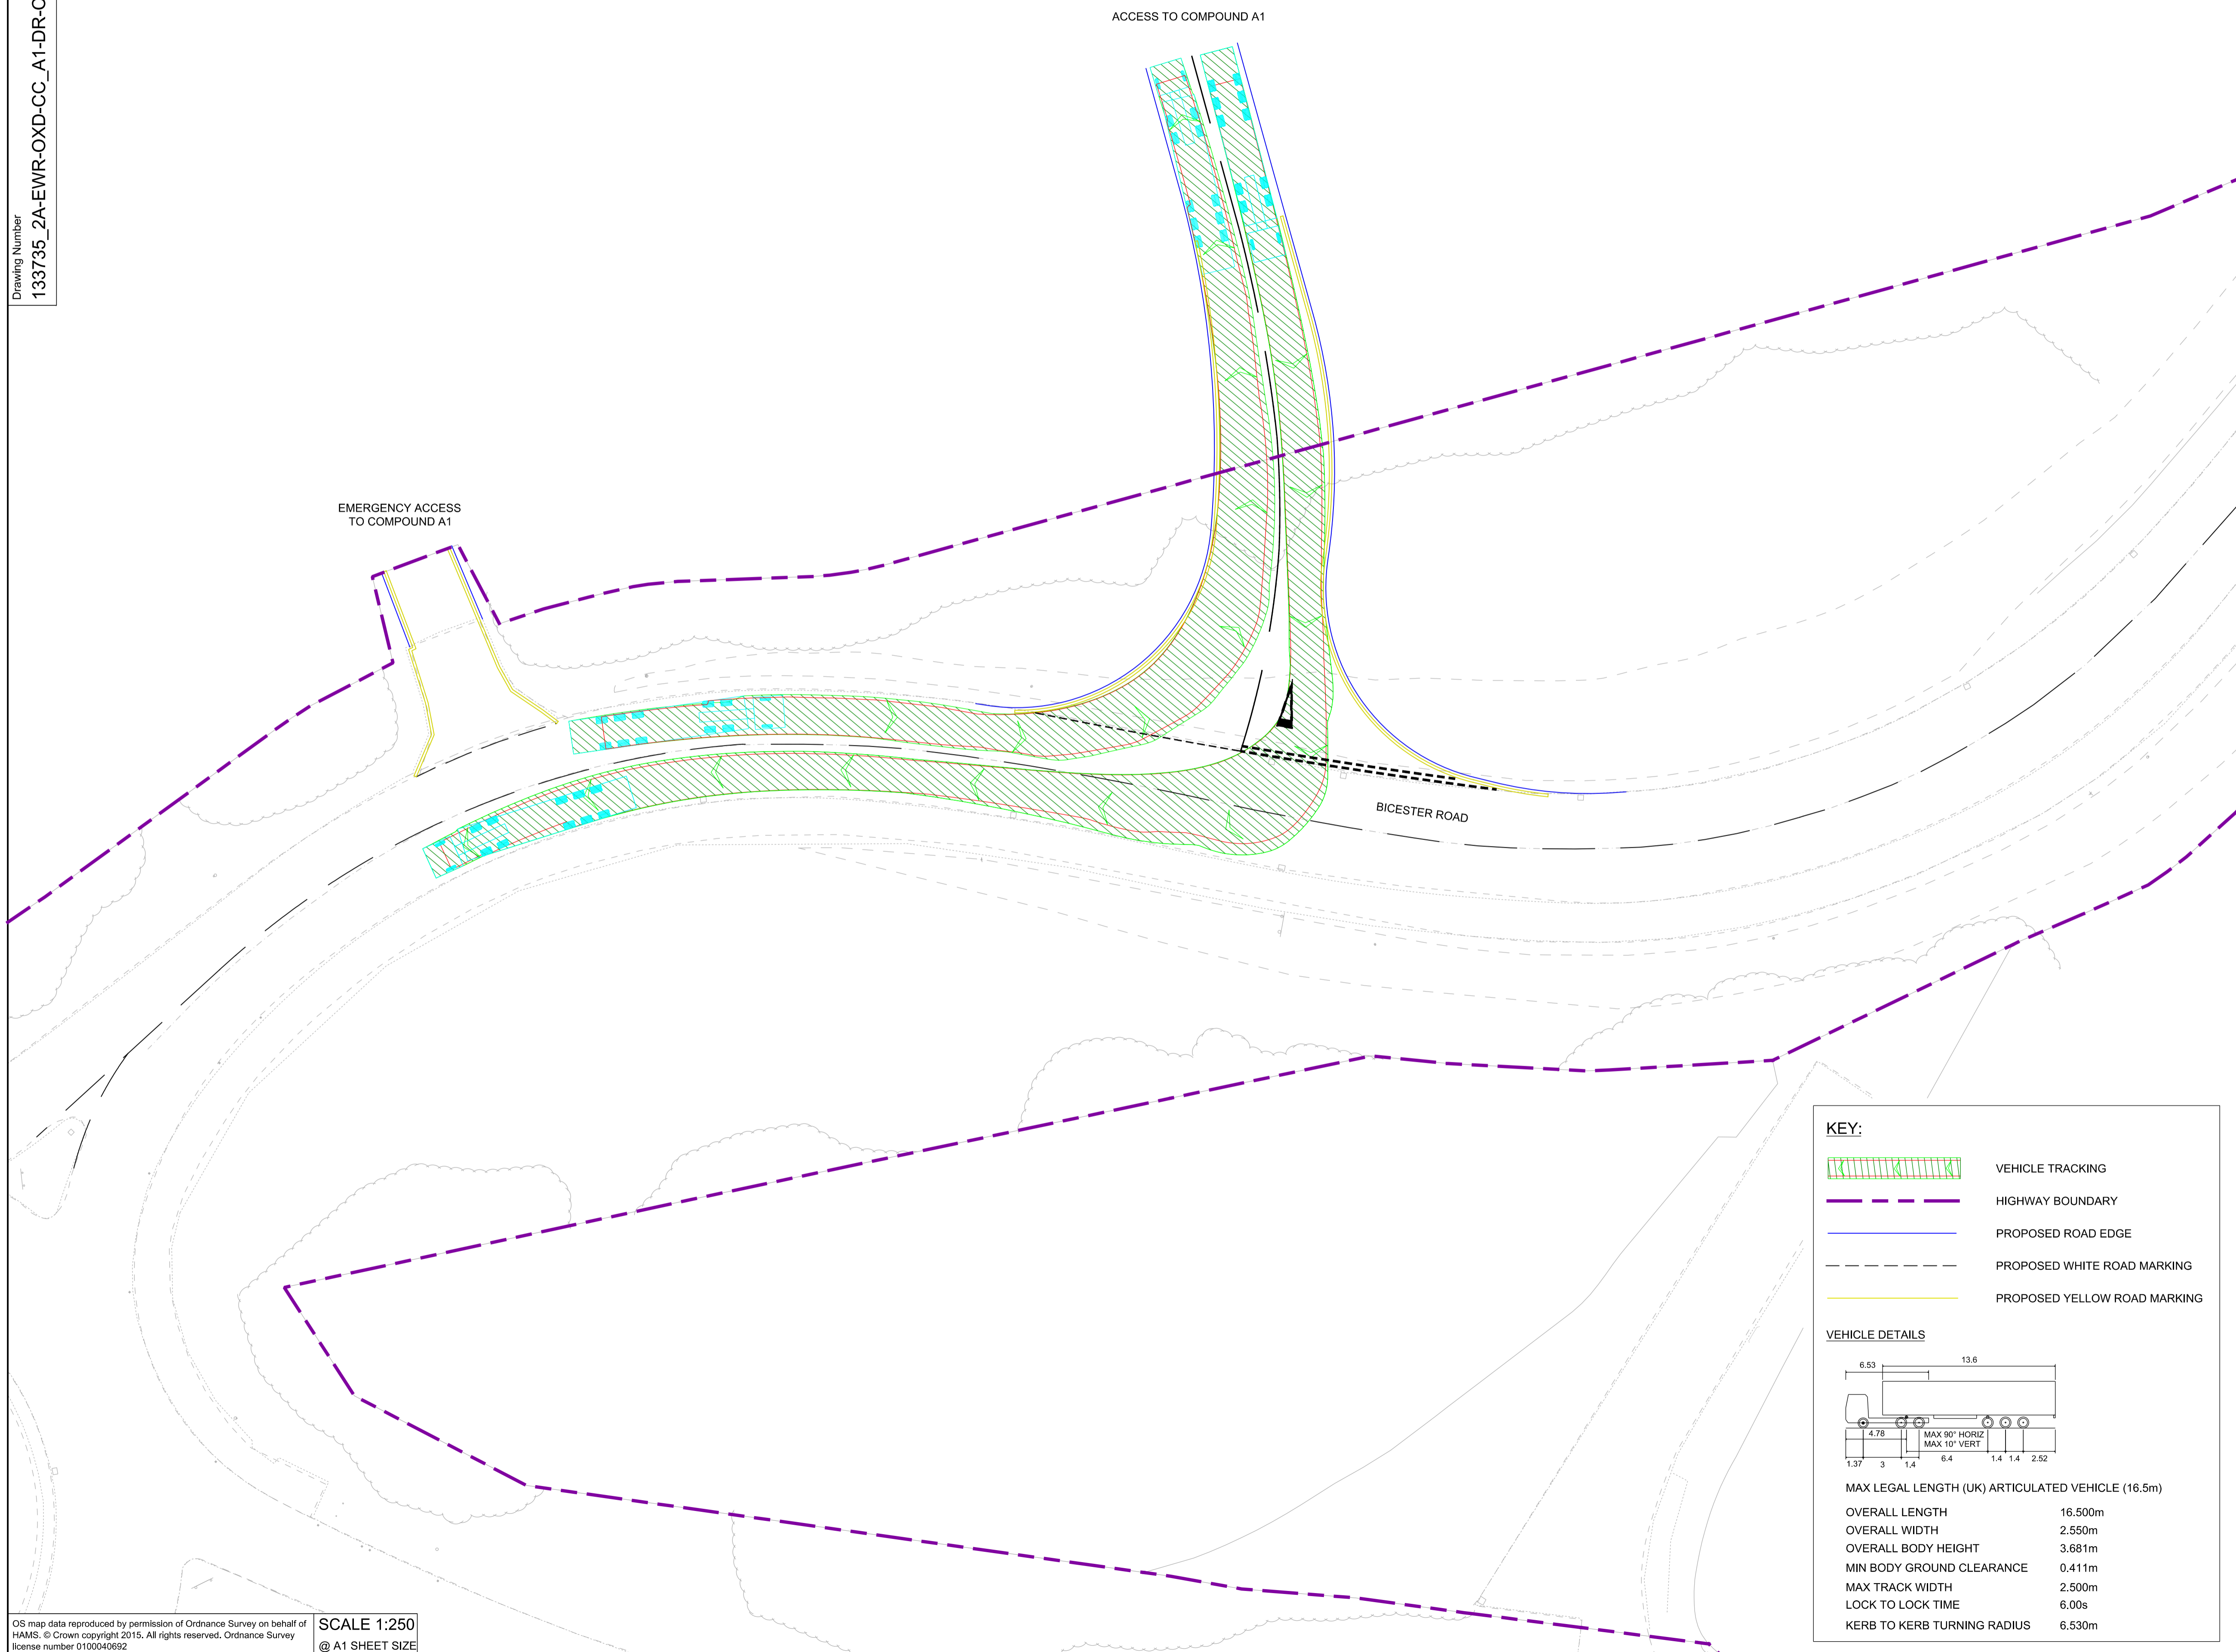 Drawing Number
133735_2A-EWR-OXD-CC_A1-DR-
ACCESS TO COMPOUND A1
EMERGENCY ACCESS
TO COMPOUND A1
BICESTER ROAD
KEY:
VEHICLE TRACKING
HIGHWAY BOUNDARY
PROPOSED ROAD EDGE
PROPOSED WHITE ROAD MARKING
PROPOSED YELLOW ROAD MARKING
VEHICLE DETAILS
6.53
13.6
4.78
MAX 90° HORIZ
MAX 10° VERT
1.37 3 1.4 6.4 1.4 1.4 2.52
MAX LEGAL LENGTH (UK) ARTICULATED VEHICLE (16.5m)
OVERALL LENGTH 16.500m
OVERALL WIDTH 2.550m
OVERALL BODY HEIGHT 3.681m
MIN BODY GROUND CLEARANCE 0.411m
MAX TRACK WIDTH 2.500m
LOCK TO LOCK TIME 6.00s
KERB TO KERB TURNING RADIUS 6.530m
OS map data reproduced by permission of Ordnance Survey on behalf of
HAMS. © Crown copyright 2015. All rights reserved. Ordnance Survey
license number 0100040692
SCALE 1:250
@ A1 SHEET SIZE